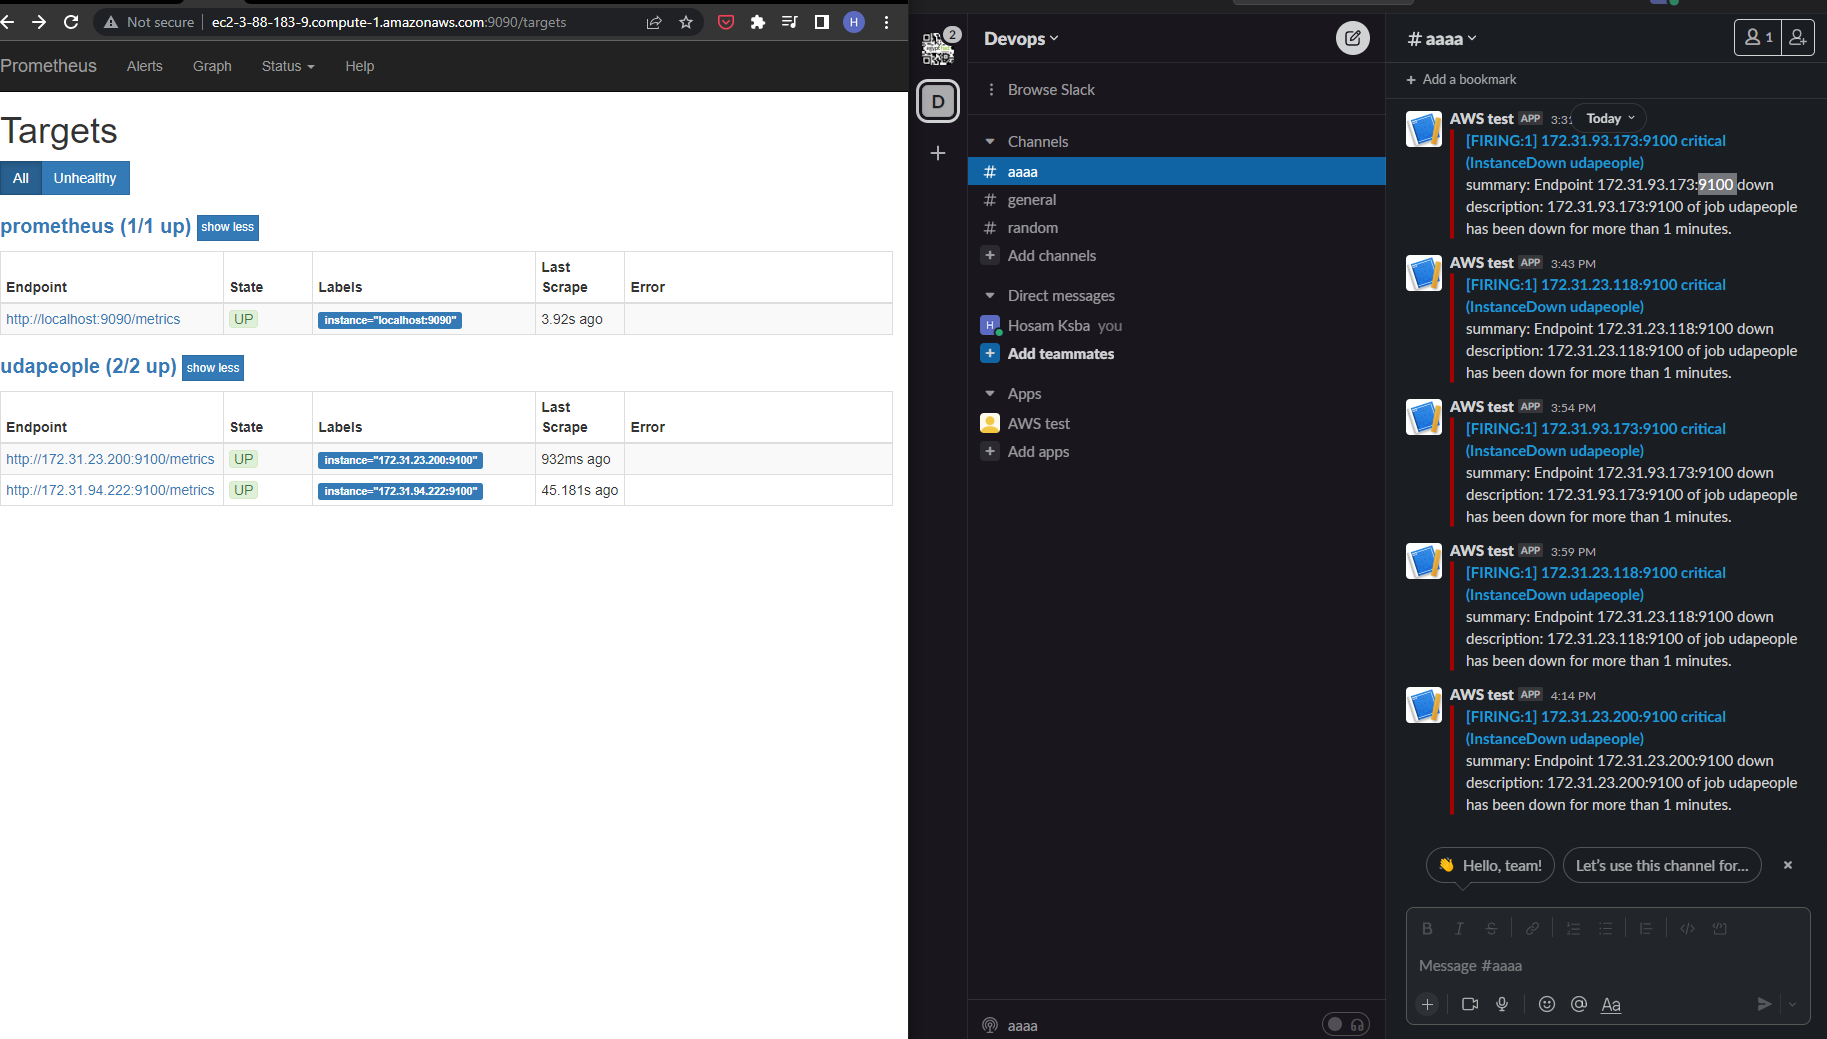 Not secure
ec2-3-88-183-9.compute-1.amazonaws.com:9090/targets
H
Prometheus Alerts Graph Status Help
Targets
All Unhealthy
prometheus (1/1 up) show less
Endpoint State Labels Last Scrape Error
http://localhost:9090/metrics UP instance="localhost:9090" 3.92s ago
udapeople (2/2 up) show less
Endpoint State Labels Last Scrape Error
http://172.31.23.200:9100/metrics UP instance="172.31.23.200:9100" 932ms ago
http://172.31.94.222:9100/metrics UP instance="172.31.94.222:9100" 45.181s ago
2
D
Devops
Browse Slack
Channels
# aaaa
# general
# random
+ Add channels
Direct messages
H Hosam Ksba you
+ Add teammates
Apps
AWS test
+ Add apps
aaaa
# aaaa
1
+ Add a bookmark
Today
AWS test APP 3:31
[FIRING:1] 172.31.93.173:9100 critical
(InstanceDown udapeople)
summary: Endpoint 172.31.93.173:9100 down
description: 172.31.93.173:9100 of job udapeople
has been down for more than 1 minutes.
AWS test APP 3:43 PM
[FIRING:1] 172.31.23.118:9100 critical
(InstanceDown udapeople)
summary: Endpoint 172.31.23.118:9100 down
description: 172.31.23.118:9100 of job udapeople
has been down for more than 1 minutes.
AWS test APP 3:54 PM
[FIRING:1] 172.31.93.173:9100 critical
(InstanceDown udapeople)
summary: Endpoint 172.31.93.173:9100 down
description: 172.31.93.173:9100 of job udapeople
has been down for more than 1 minutes.
AWS test APP 3:59 PM
[FIRING:1] 172.31.23.118:9100 critical
(InstanceDown udapeople)
summary: Endpoint 172.31.23.118:9100 down
description: 172.31.23.118:9100 of job udapeople
has been down for more than 1 minutes.
AWS test APP 4:14 PM
[FIRING:1] 172.31.23.200:9100 critical
(InstanceDown udapeople)
summary: Endpoint 172.31.23.200:9100 down
description: 172.31.23.200:9100 of job udapeople
has been down for more than 1 minutes.
👋 Hello, team!
Let's use this channel for...
B I S
Message #aaaa
Aa